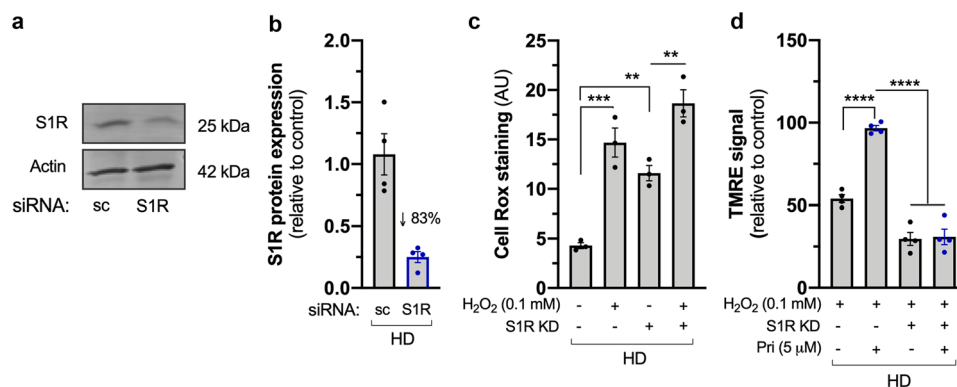 a
S1R
25 kDa
Actin
42 kDa
siRNA: sc S1R
b
S1R protein expression
(relative to control)
1.5
1.0
0.5
0.0
↓ 83%
siRNA: sc S1R
HD
c
Cell Rox staining (AU)
25
20
15
10
5
0
***
**
**
H2O2 (0.1 mM) - + - +
S1R KD - - + +
HD
d
TMRE signal
(relative to control)
150
100
50
0
****
****
H2O2 (0.1 mM) + + + +
S1R KD - - + +
Pri (5 µM) - + - +
HD